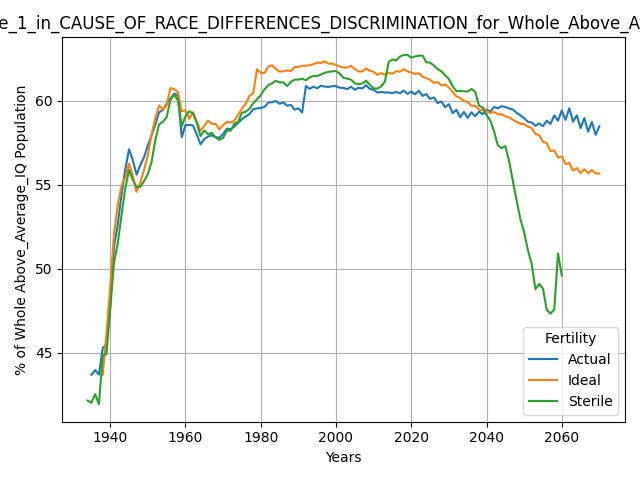 e_1_in_CAUSE_OF_RACE_DIFFERENCES_DISCRIMINATION_for_Whole_Above_A
% of Whole Above_Average_IQ Population
60
55
50
45
Fertility
Actual
Ideal
Sterile
1940 1960 1980 2000 2020 2040 2060
Years